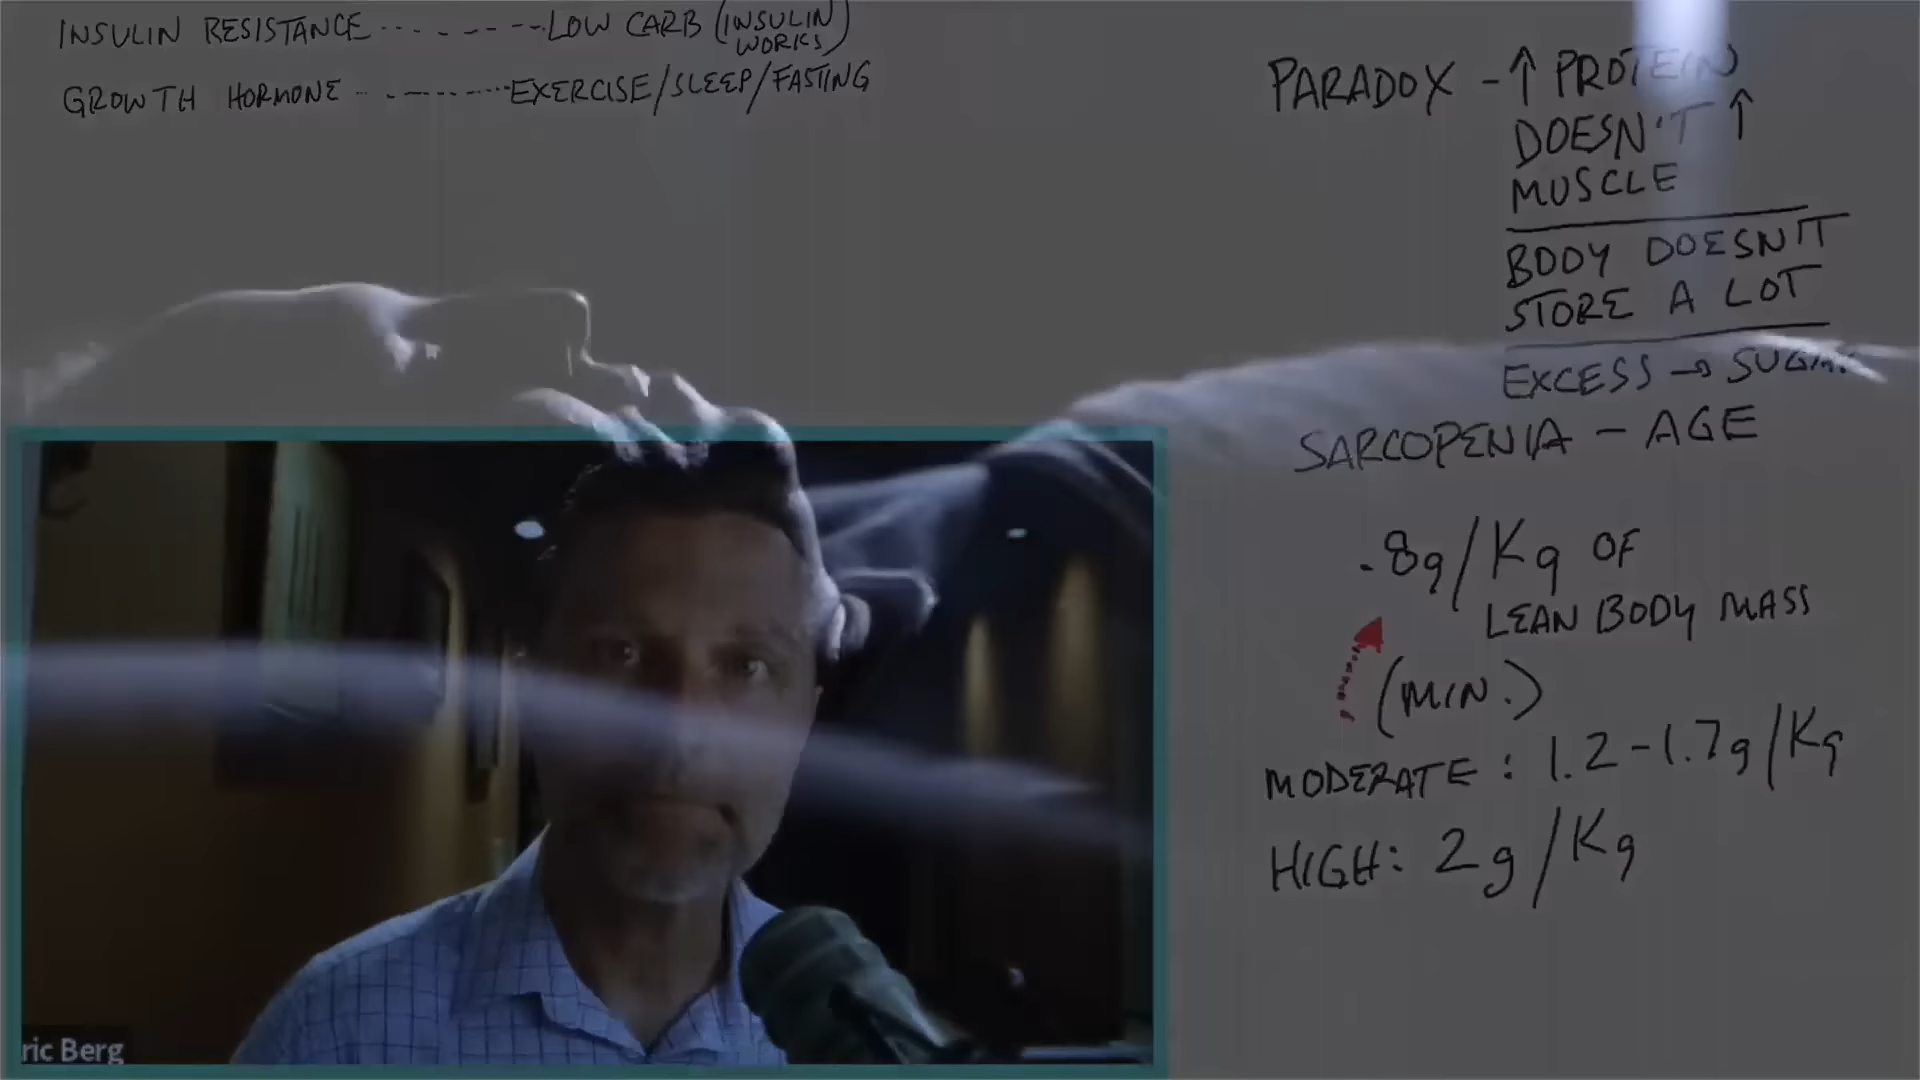 INSULIN RESISTANCE ---------- LOW CARB (INSULIN WORKS)
GROWTH HORMONE ---------- EXERCISE/SLEEP/FASTING
PARADOX - ↑ PROTEIN
DOESN'T ↑
MUSCLE
BODY DOESN'T
STORE A LOT
EXCESS → SUGAR
SARCOPENIA - AGE
.8g/Kg OF
LEAN BODY MASS
(MIN.)
MODERATE: 1.2-1.7g/Kg
HIGH: 2g/Kg
ric Berg